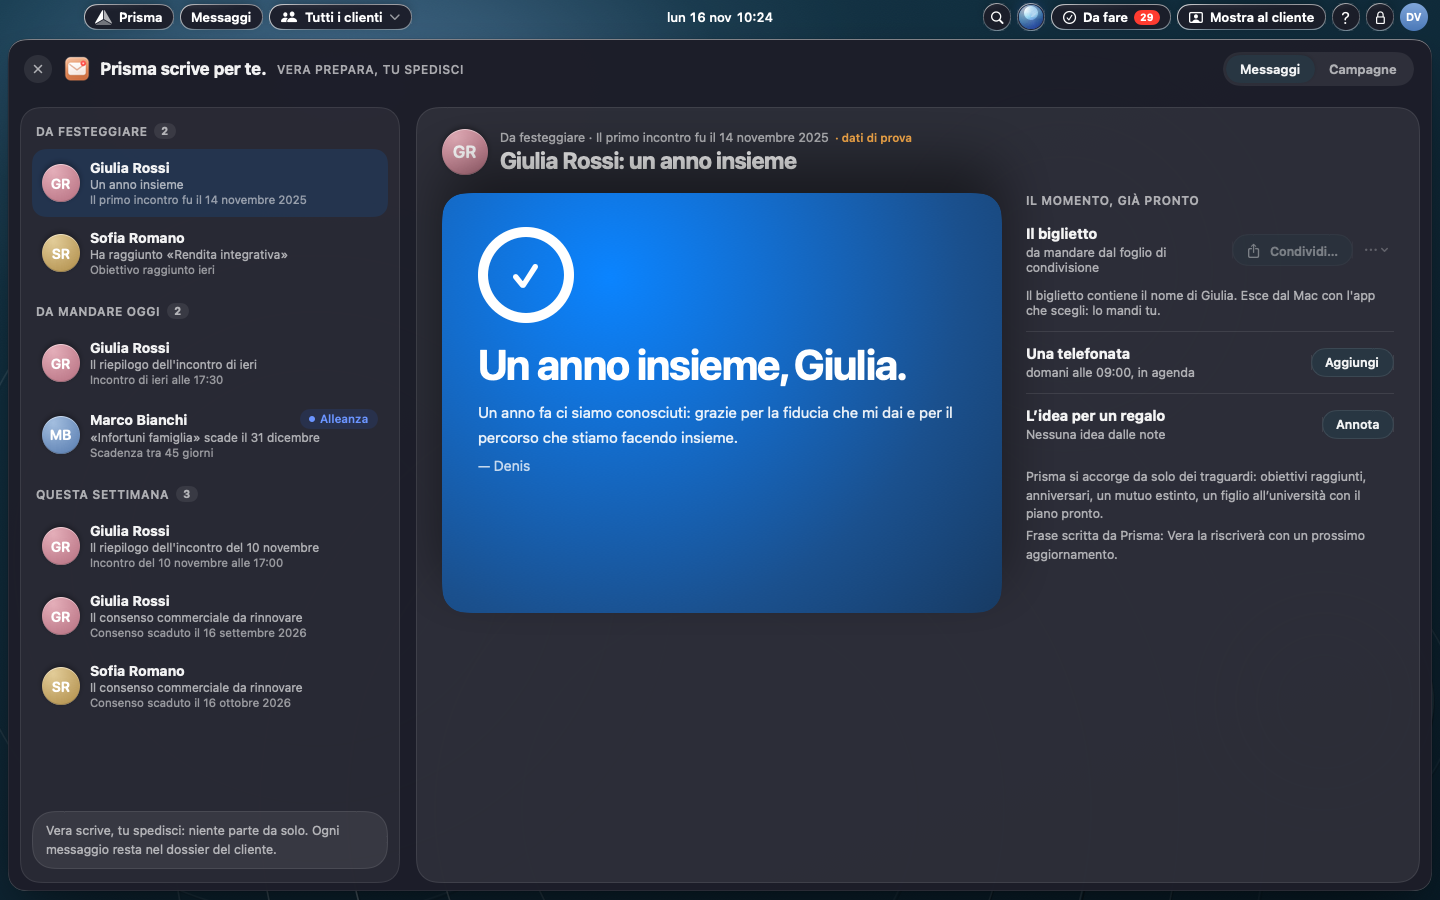 Prisma
Messaggi
Tutti i clienti
lun 16 nov 10:24
Da fare 29
Mostra al cliente
?
DV
Prisma scrive per te. VERA PREPARA, TU SPEDISCI
Messaggi
Campagne
DA FESTEGGIARE 2
GR
Giulia Rossi
Un anno insieme
Il primo incontro fu il 14 novembre 2025
SR
Sofia Romano
Ha raggiunto «Rendita integrativa»
Obiettivo raggiunto ieri
DA MANDARE OGGI 2
GR
Giulia Rossi
Il riepilogo dell'incontro di ieri
Incontro di ieri alle 17:30
MB
Marco Bianchi
Alleanza
«Infortuni famiglia» scade il 31 dicembre
Scadenza tra 45 giorni
QUESTA SETTIMANA 3
GR
Giulia Rossi
Il riepilogo dell'incontro del 10 novembre
Incontro del 10 novembre alle 17:00
GR
Giulia Rossi
Il consenso commerciale da rinnovare
Consenso scaduto il 16 settembre 2026
SR
Sofia Romano
Il consenso commerciale da rinnovare
Consenso scaduto il 16 ottobre 2026
Vera scrive, tu spedisci: niente parte da solo. Ogni
messaggio resta nel dossier del cliente.
GR
Da festeggiare · Il primo incontro fu il 14 novembre 2025 · dati di prova
Giulia Rossi: un anno insieme
Un anno insieme, Giulia.
Un anno fa ci siamo conosciuti: grazie per la fiducia che mi dai e per il
percorso che stiamo facendo insieme.
— Denis
IL MOMENTO, GIÀ PRONTO
Il biglietto
da mandare dal foglio di
condivisione
Condividi...
Il biglietto contiene il nome di Giulia. Esce dal Mac con l'app
che scegli: lo mandi tu.
Una telefonata
domani alle 09:00, in agenda
Aggiungi
L’idea per un regalo
Nessuna idea dalle note
Annota
Prisma si accorge da solo dei traguardi: obiettivi raggiunti,
anniversari, un mutuo estinto, un figlio all’università con il
piano pronto.
Frase scritta da Prisma: Vera la riscriverà con un prossimo
aggiornamento.